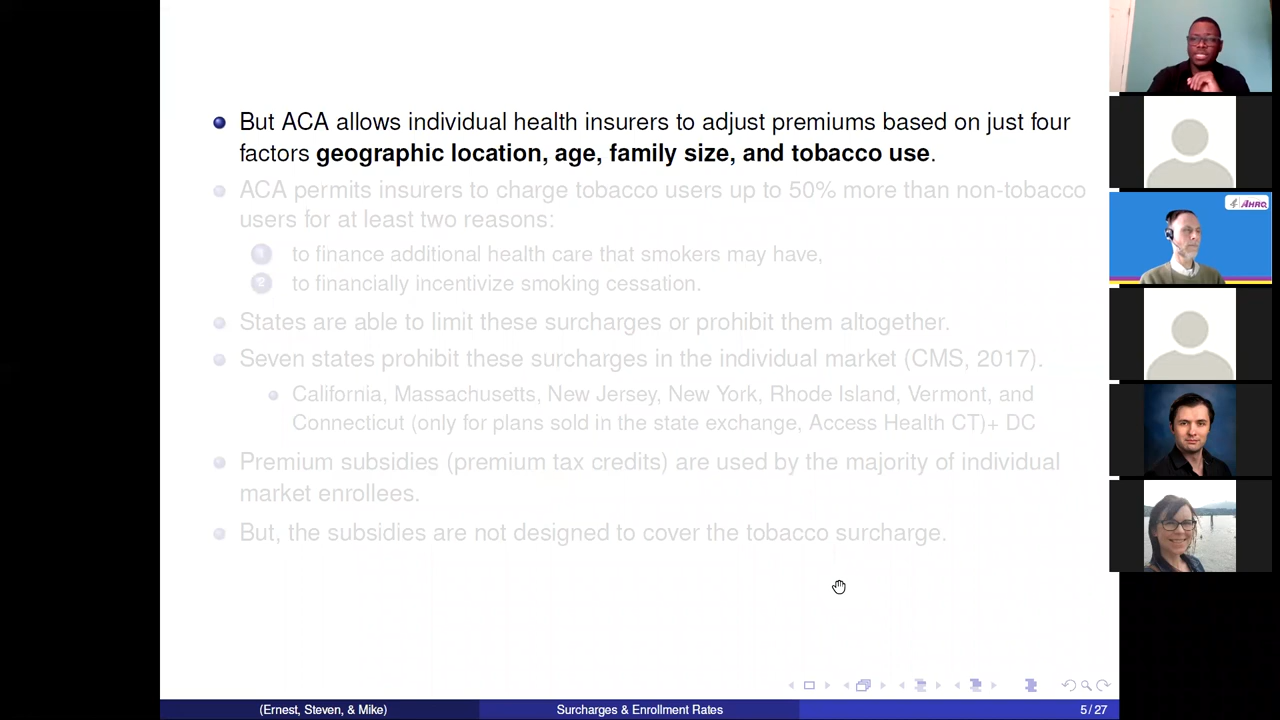 But ACA allows individual health insurers to adjust premiums based on just four
factors geographic location, age, family size, and tobacco use.
ACA permits insurers to charge tobacco users up to 50% more than non-tobacco
users for at least two reasons:
1 to finance additional health care that smokers may have,
2 to financially incentivize smoking cessation.
States are able to limit these surcharges or prohibit them altogether.
Seven states prohibit these surcharges in the individual market (CMS, 2017).
California, Massachusetts, New Jersey, New York, Rhode Island, Vermont, and
Connecticut (only for plans sold in the state exchange, Access Health CT)+ DC
Premium subsidies (premium tax credits) are used by the majority of individual
market enrollees.
But, the subsidies are not designed to cover the tobacco surcharge.
(Ernest, Steven, & Mike)
Surcharges & Enrollment Rates
5 / 27
AHRQ